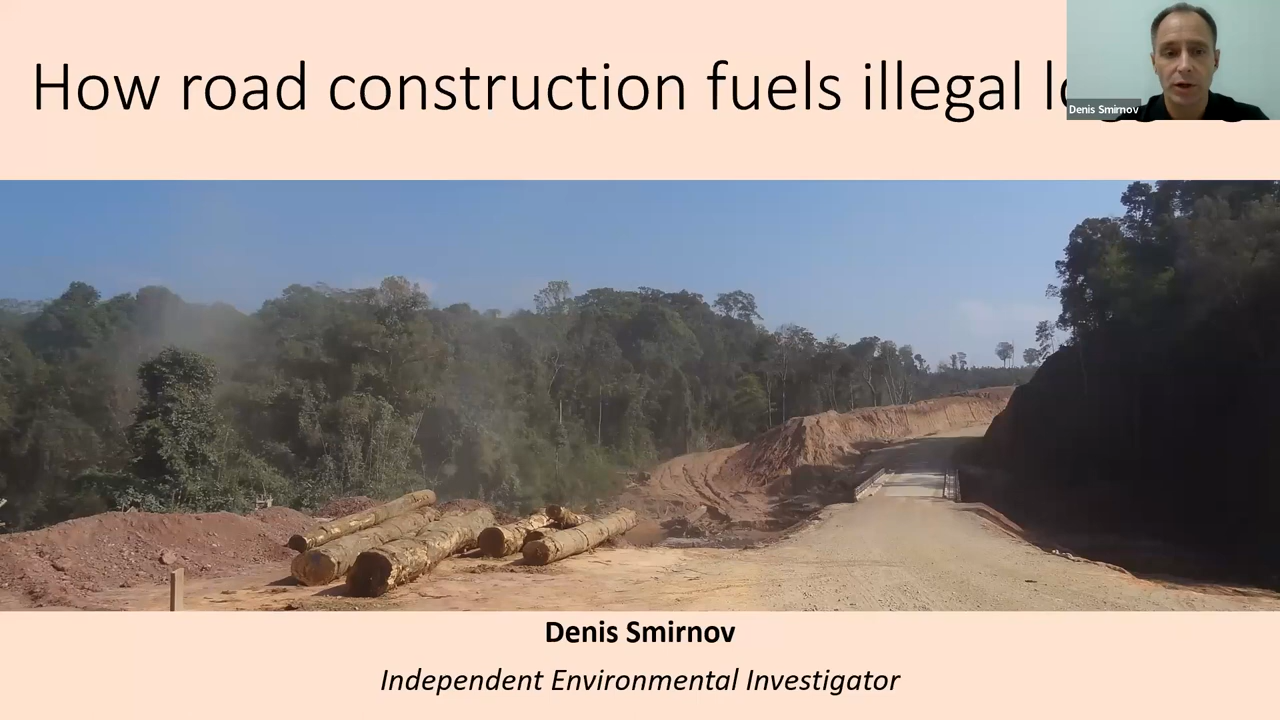 How road construction fuels illegal
Denis Smirnov
Denis Smirnov
Independent Environmental Investigator